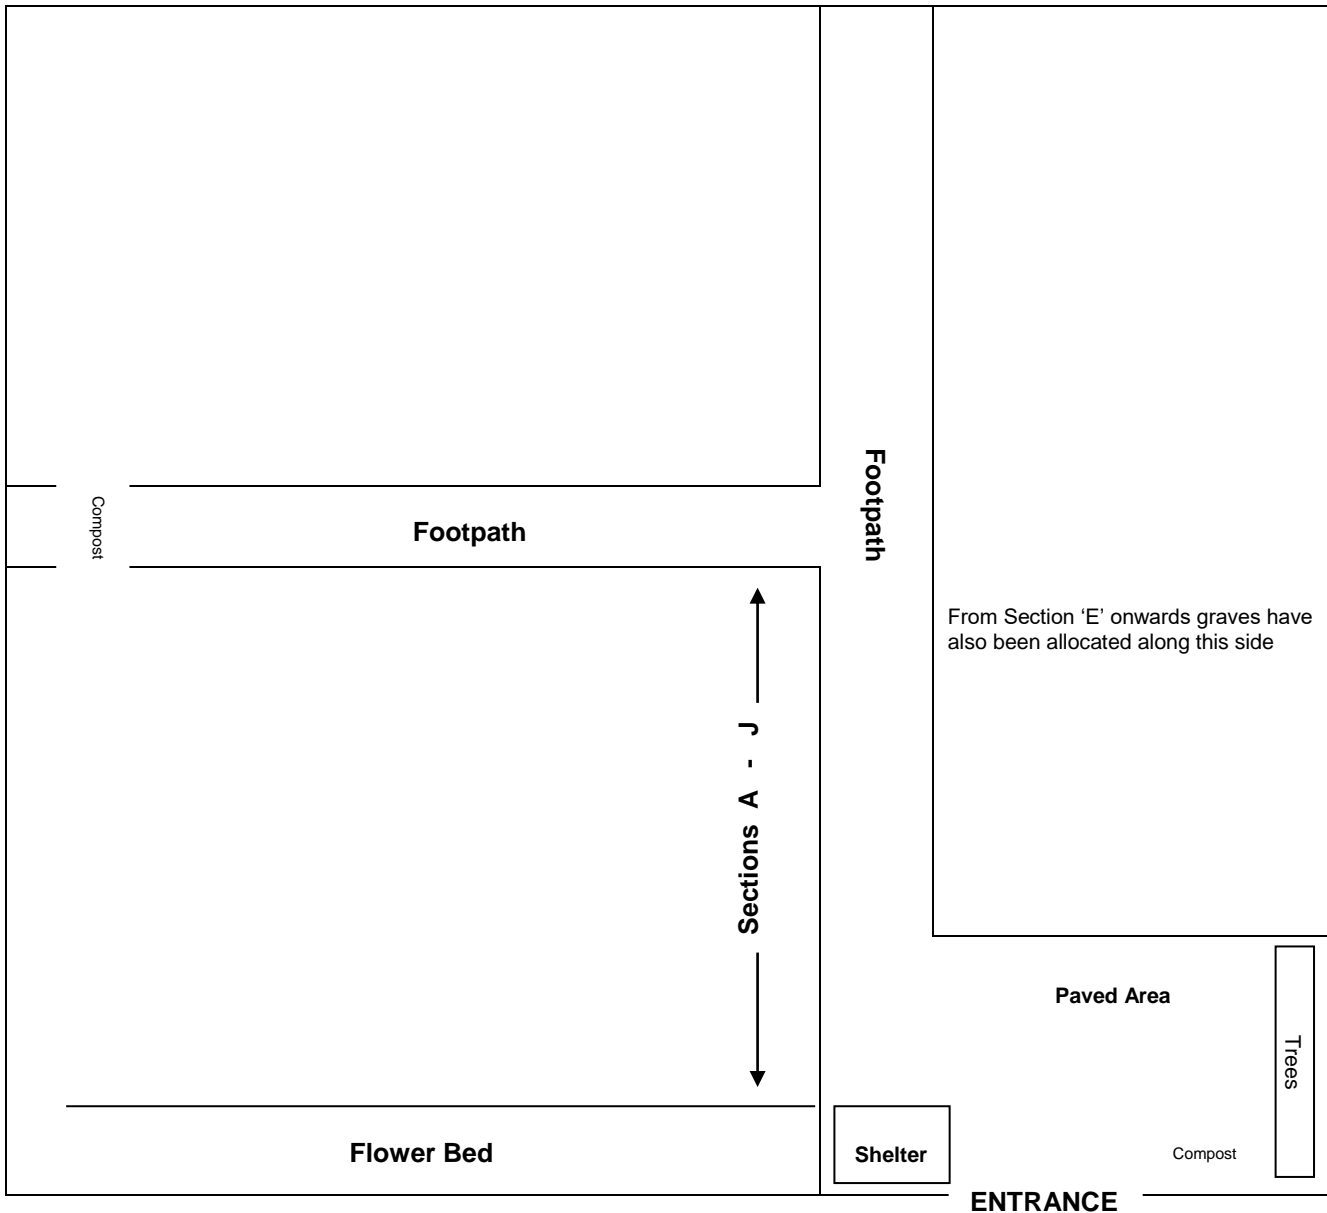 Footpath
Compost
Footpath
From Section ‘E’ onwards graves have
also been allocated along this side
Sections A - J
Paved Area
Trees
Flower Bed
Shelter
Compost
ENTRANCE